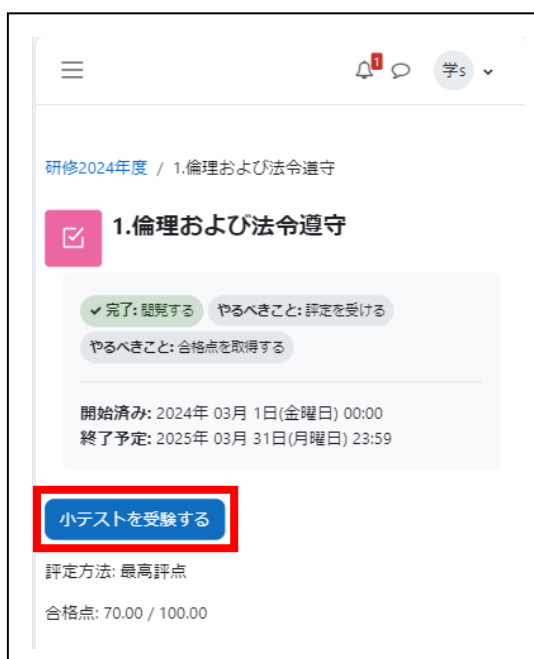 1
学s
研修2024年度 / 1.倫理および法令遵守
1.倫理および法令遵守
完了: 閲覧する やるべきこと: 評定を受ける
やるべきこと: 合格点を取得する
開始済み: 2024年 03月 1日(金曜日) 00:00
終了予定: 2025年 03月 31日(月曜日) 23:59
小テストを受験する
評定方法: 最高評点
合格点: 70.00 / 100.00